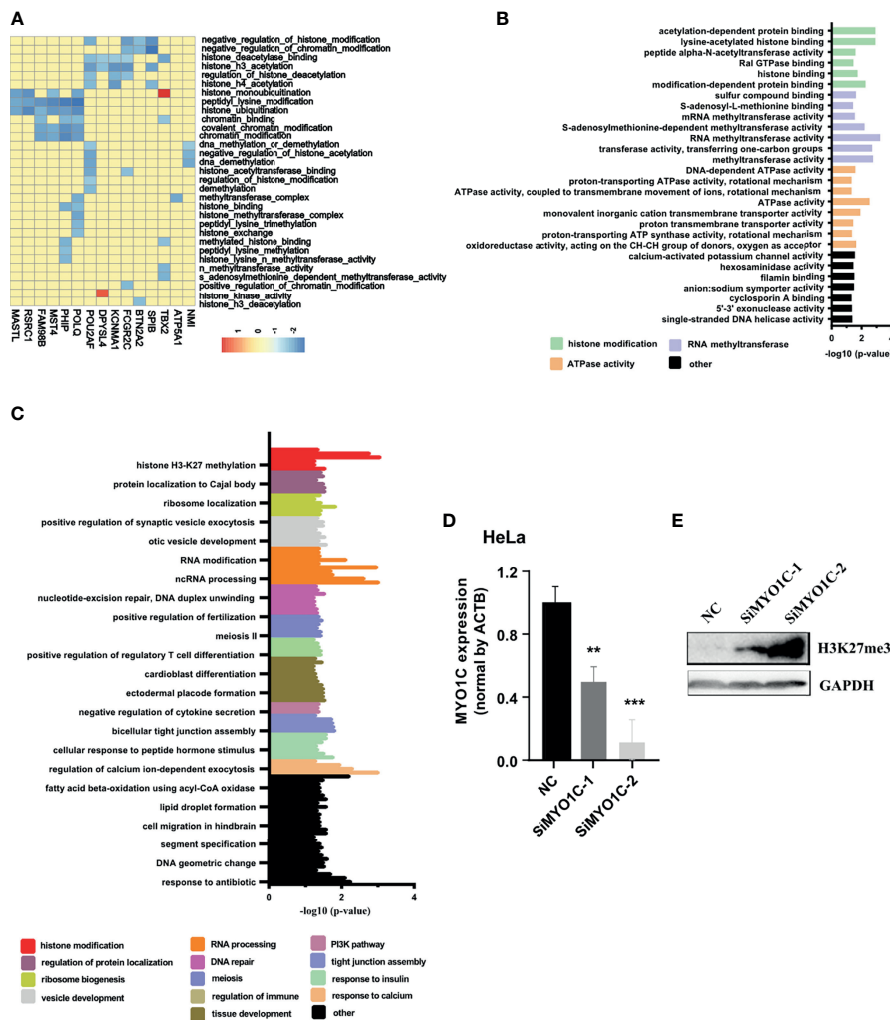 A
negative_regulation_of_histone_modification
negative_regulation_of_chromatin_modification
histone_deacetylase_binding
histone_h3_acetylation
regulation_of_histone_deacetylation
histone_h4_acetylation
histone_monoubiquitination
peptidyl_lysine_modification
histone_ubiquitination
chromatin_binding
covalent_chromatin_modification
chromatin_modification
dna_methylation_or_demethylation
negative_regulation_of_histone_acetylation
dna_demethylation
histone_acetyltransferase_binding
regulation_of_histone_modification
demethylation
methyltransferase_complex
histone_binding
histone_methyltransferase_complex
peptidyl_lysine_trimethylation
histone_exchange
methylated_histone_binding
peptidyl_lysine_methylation
histone_lysine_n_methyltransferase_activity
n_methyltransferase_activity
s_adenosylmethionine_dependent_methyltransferase_activity
positive_regulation_of_chromatin_modification
histone_kinase_activity
histone_h3_deacetylation
MASTL
RSRC1
FAM98B
MST4
PHIP
POLQ
POU2AF
DPYSL4
KCNMA1
FCGR2C
BTN3A2
SPIB
TBX2
ATP5A1
NMI
1 0 -1 -2
B
acetylation-dependent protein binding
lysine-acetylated histone binding
peptide alpha-N-acetyltransferase activity
Ral GTPase binding
histone binding
modification-dependent protein binding
sulfur compound binding
S-adenosyl-L-methionine binding
mRNA methyltransferase activity
S-adenosylmethionine-dependent methyltransferase activity
RNA methyltransferase activity
transferase activity, transferring one-carbon groups
methyltransferase activity
DNA-dependent ATPase activity
proton-transporting ATPase activity, rotational mechanism
ATPase activity, coupled to transmembrane movement of ions, rotational mechanism
ATPase activity
monovalent inorganic cation transmembrane transporter activity
proton transmembrane transporter activity
proton-transporting ATP synthase activity, rotational mechanism
oxidoreductase activity, acting on the CH-CH group of donors, oxygen as acceptor
calcium-activated potassium channel activity
hexosaminidase activity
filamin binding
anion:sodium symporter activity
cyclosporin A binding
5'-3' exonuclease activity
single-stranded DNA helicase activity
0 2 4
-log10 (p-value)
histone modification
RNA methyltransferase
ATPase activity
other
C
histone H3-K27 methylation
protein localization to Cajal body
ribosome localization
positive regulation of synaptic vesicle exocytosis
otic vesicle development
RNA modification
ncRNA processing
nucleotide-excision repair, DNA duplex unwinding
positive regulation of fertilization
meiosis II
positive regulation of regulatory T cell differentiation
cardioblast differentiation
ectodermal placode formation
negative regulation of cytokine secretion
bicellular tight junction assembly
cellular response to peptide hormone stimulus
regulation of calcium ion-dependent exocytosis
fatty acid beta-oxidation using acyl-CoA oxidase
lipid droplet formation
cell migration in hindbrain
segment specification
DNA geometric change
response to antibiotic
0 2 4
-log10 (p-value)
histone modification
regulation of protein localization
ribosome biogenesis
vesicle development
RNA processing
DNA repair
meiosis
regulation of immune
tissue development
PI3K pathway
tight junction assembly
response to insulin
response to calcium
other
D
HeLa
MYO1C expression
(normal by ACTB)
1.2
0.8
0.4
0.0
**
***
NC
SiMYO1C-1
SiMYO1C-2
E
NC
SiMYO1C-1
SiMYO1C-2
H3K27me3
GAPDH